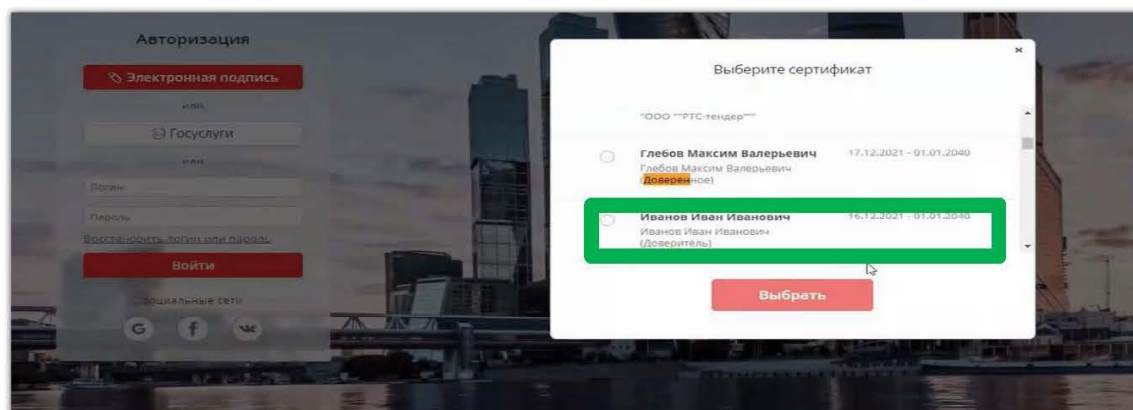 Авторизация
Электронная подпись
или
Госуслуги
или
Логин
Пароль
Восстановить логин или пароль
Войти
Социальные сети
G f
Выберите сертификат
"ООО ""РТС-тендер"""
Глебов Максим Валерьевич 17.12.2021 - 01.01.2040
Глебов Максим Валерьевич
(Доверенное)
Иванов Иван Иванович 16.12.2021 - 01.01.2040
Иванов Иван Иванович
(Доверитель)
Выбрать